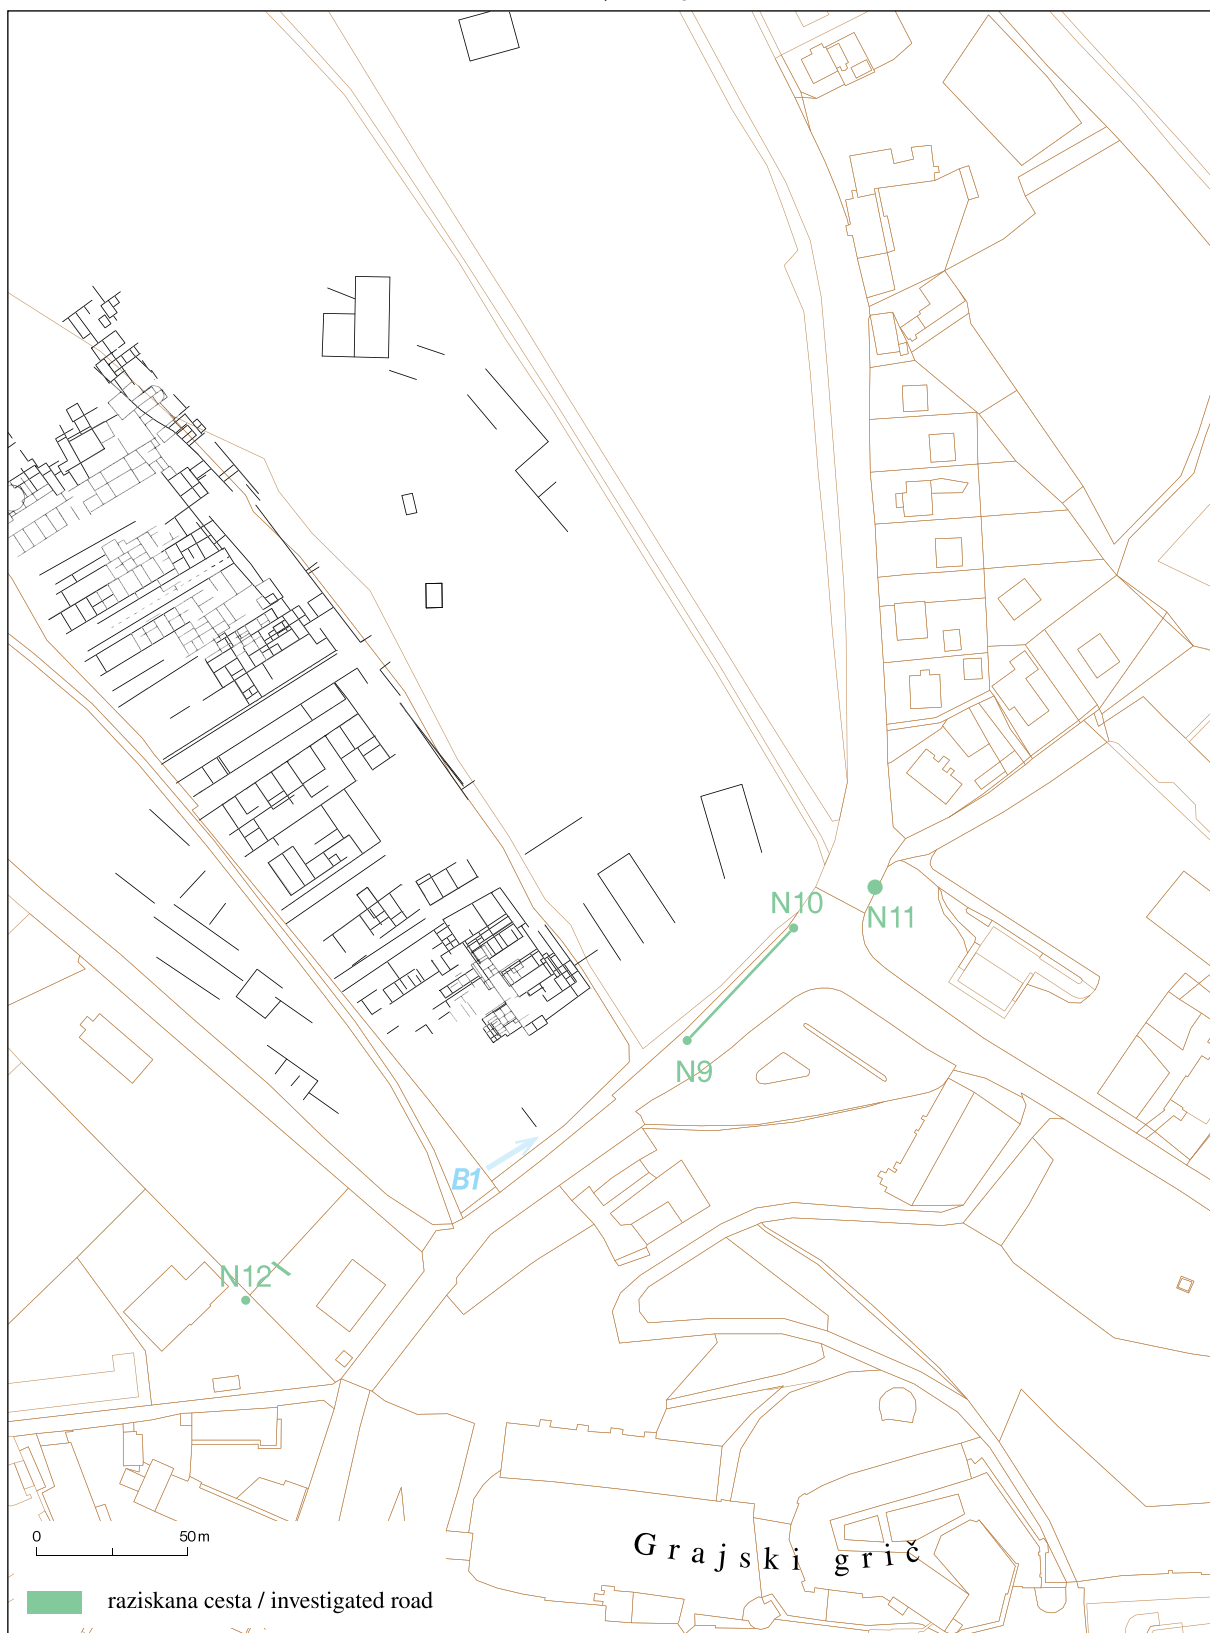 N10
N11
N9
B1
N12
Grajski grič
0 50 m
raziskana cesta / investigated road